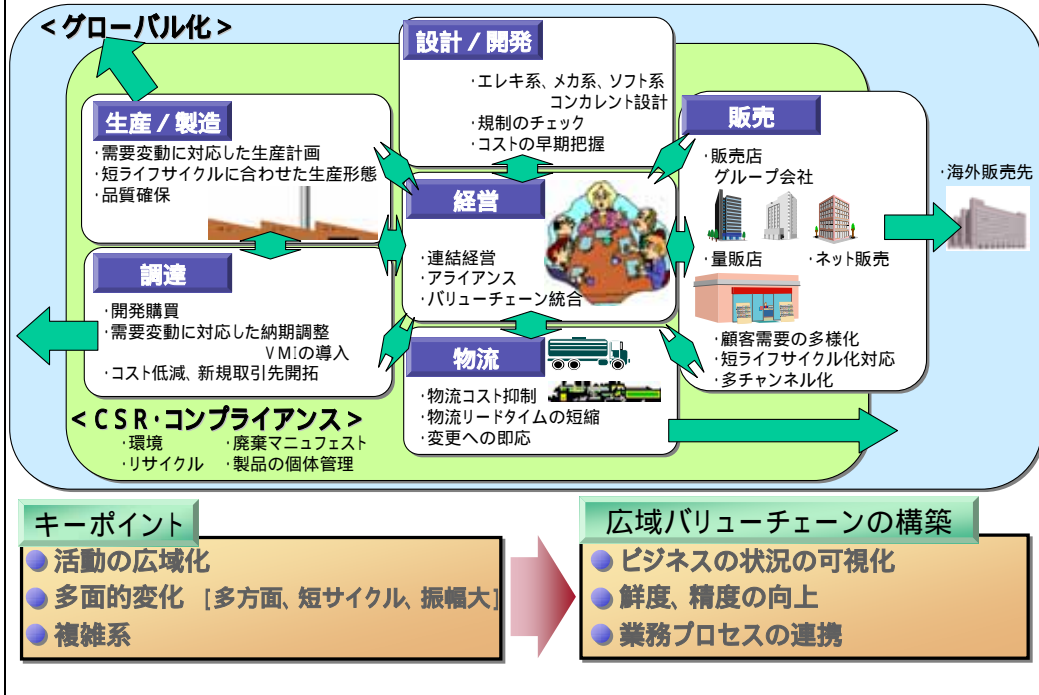 ＜グローバル化＞
設計／開発
・エレキ系、メカ系、ソフト系
コンカレント設計
・規制のチェック
・コストの早期把握
生産／製造
・需要変動に対応した生産計画
・短ライフサイクルに合わせた生産形態
・品質確保
販売
・販売店
グループ会社
・量販店
・ネット販売
・顧客需要の多様化
・短ライフサイクル化対応
・多チャンネル化
・海外販売先
経営
・連結経営
・アライアンス
・バリューチェーン統合
調達
・開発購買
・需要変動に対応した納期調整
ＶＭＩの導入
・コスト低減、新規取引先開拓
物流
・物流コスト抑制
・物流リードタイムの短縮
・変更への即応
＜ＣＳＲ・コンプライアンス＞
・環境 ・廃棄マニュフェスト
・リサイクル ・製品の個体管理
キーポイント
活動の広域化
多面的変化 [多方面、短サイクル、振幅大]
複雑系
広域バリューチェーンの構築
ビジネスの状況の可視化
鮮度、精度の向上
業務プロセスの連携